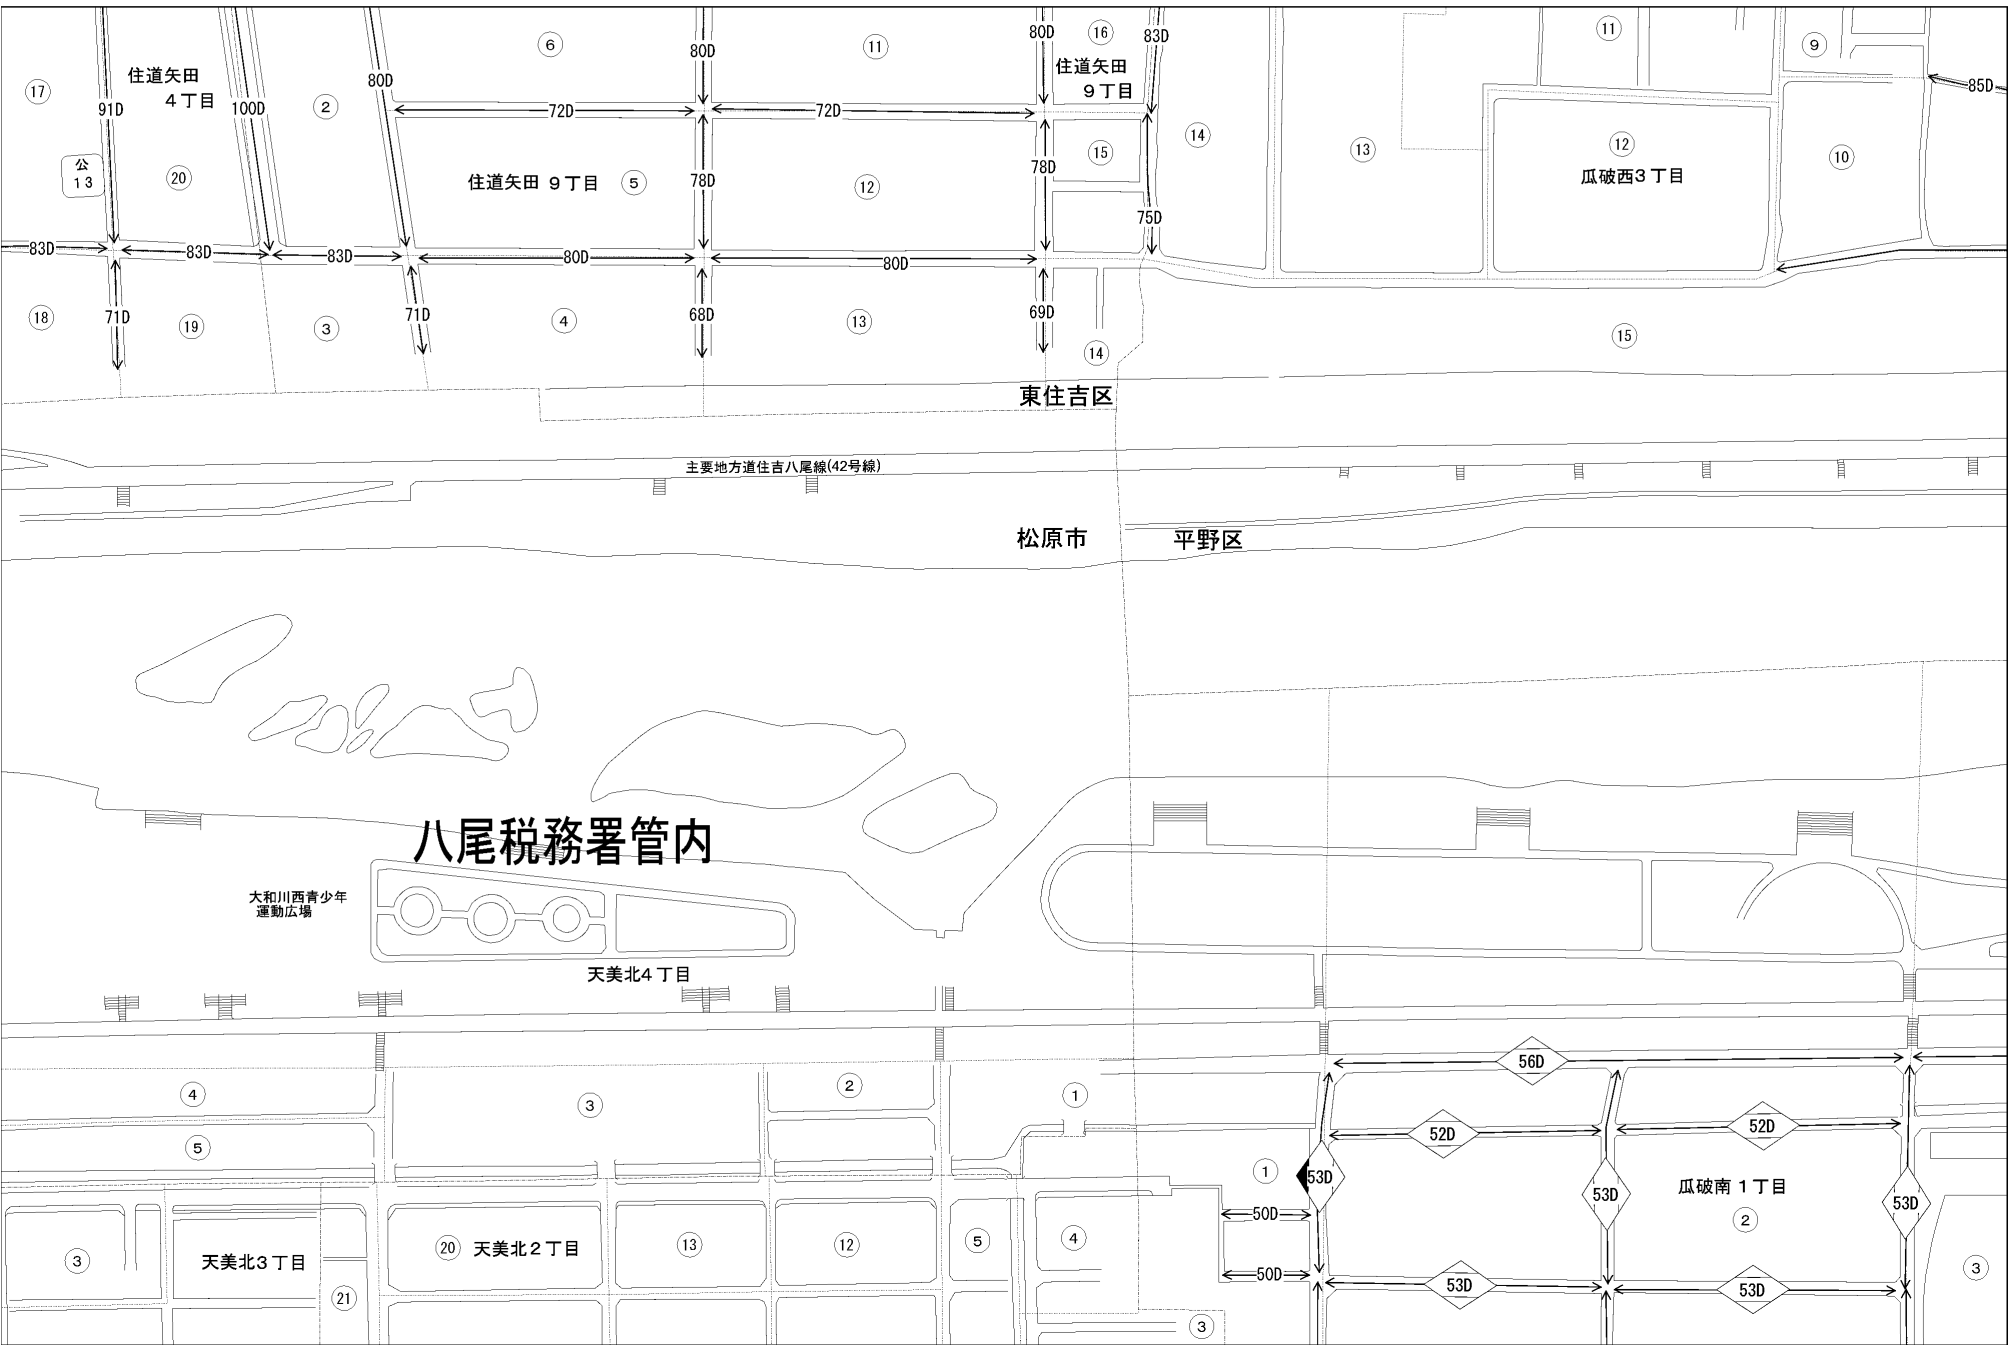 ⑥
80D
⑪
80D
⑯
83D
⑪
⑨
⑰
91D
住道矢田
4丁目
100D
②
80D
72D
72D
住道矢田
9丁目
⑭
⑬
⑫
瓜破西3丁目
⑩
85D
公
13
⑳
住道矢田 9丁目
⑤
78D
⑫
78D
⑮
75D
83D
83D
83D
80D
80D
⑱
71D
⑲
③
71D
④
68D
⑬
69D
⑭
⑮
東住吉区
主要地方道住吉八尾線(42号線)
松原市
平野区
八尾税務署管内
大和川西青少年
運動広場
天美北4丁目
56D
④
③
②
①
52D
52D
⑤
①
53D
53D
瓜破南1丁目
②
53D
50D
③
天美北3丁目
⑳
天美北2丁目
⑬
⑫
⑤
④
50D
53D
53D
③
㉑
③